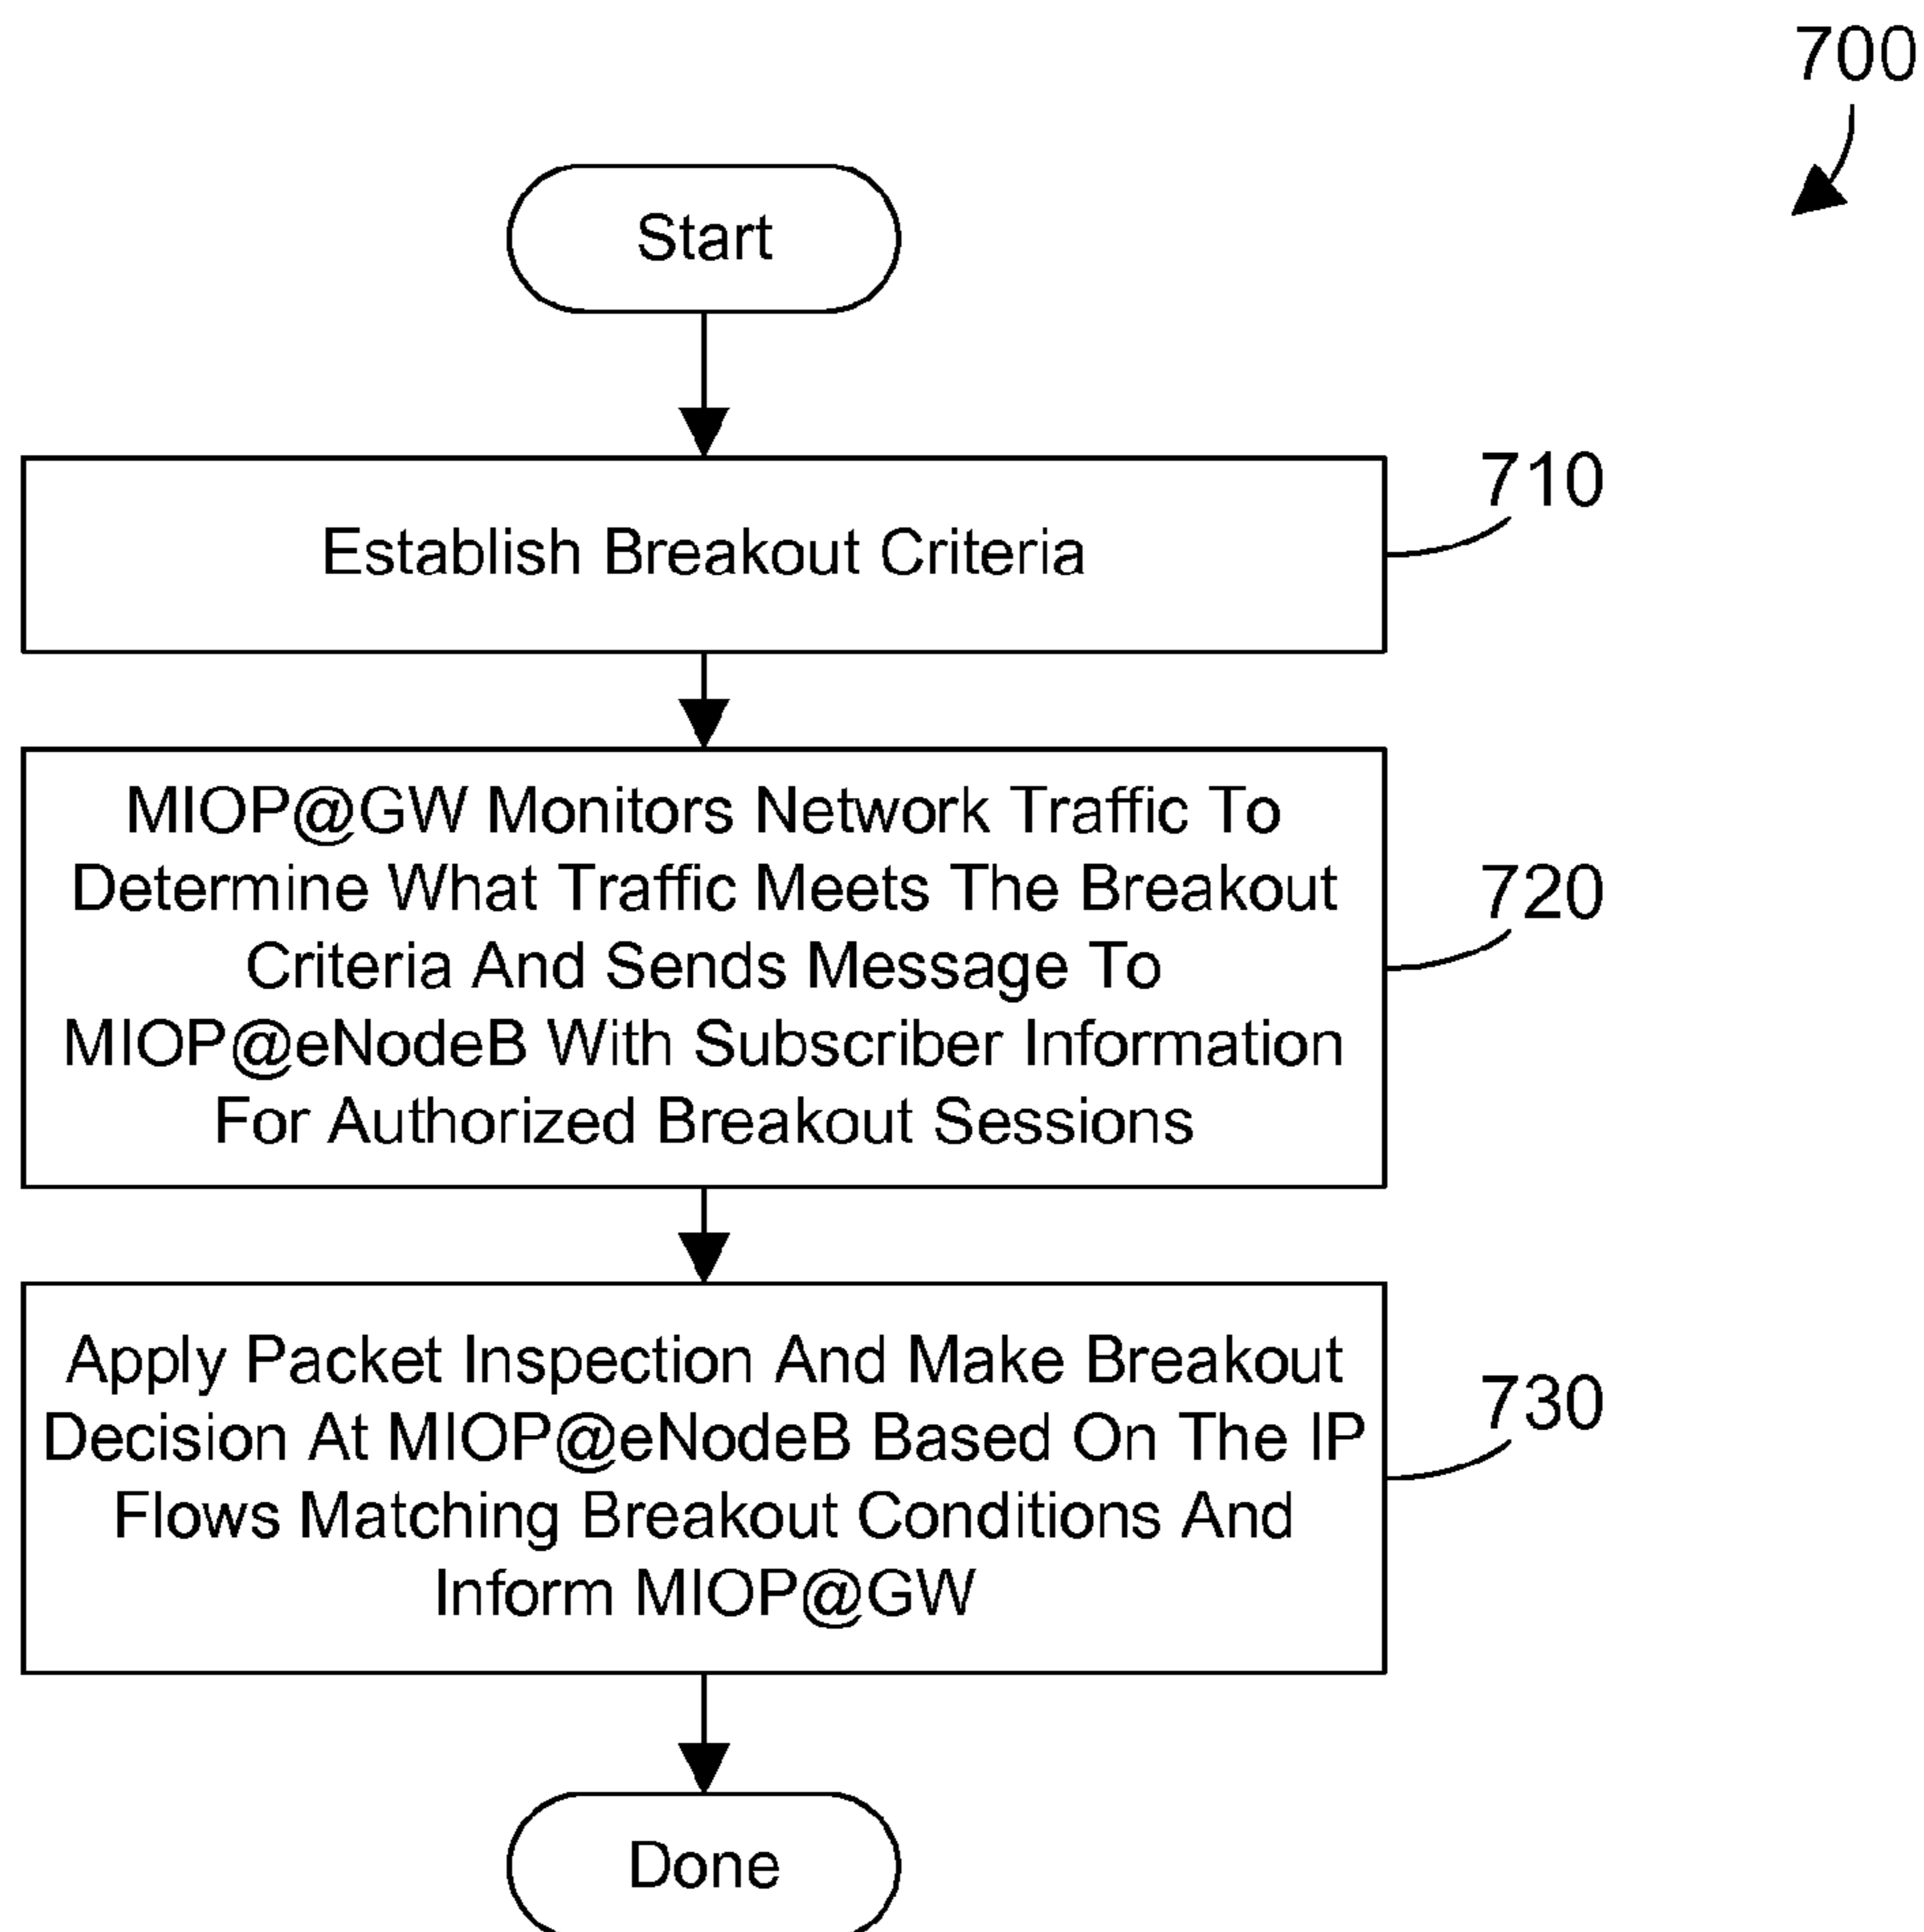 700
Start
710
Establish Breakout Criteria
720
MIOP@GW Monitors Network Traffic To
Determine What Traffic Meets The Breakout
Criteria And Sends Message To
MIOP@eNodeB With Subscriber Information
For Authorized Breakout Sessions
730
Apply Packet Inspection And Make Breakout
Decision At MIOP@eNodeB Based On The IP
Flows Matching Breakout Conditions And
Inform MIOP@GW
Done